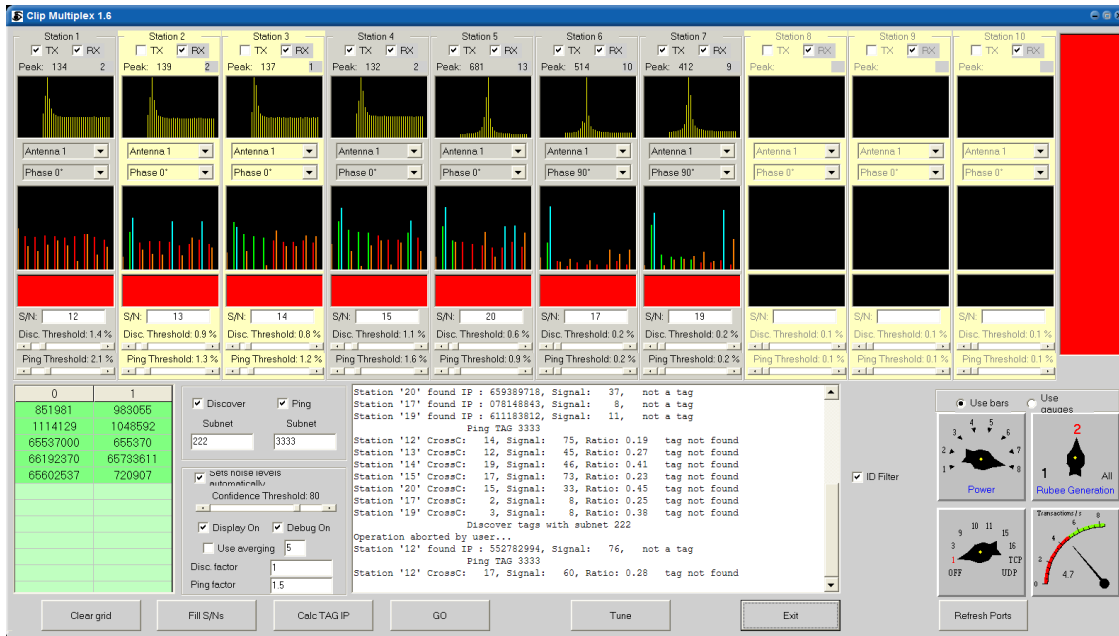 Clip Multiplex 1.6
Station 1 Station 2 Station 3 Station 4 Station 5 Station 6 Station 7 Station 8 Station 9 Station 10
TX RX TX RX TX RX TX RX TX RX TX RX TX RX TX RX TX RX TX RX
Peak: 134 2 Peak: 139 2 Peak: 137 1 Peak: 132 2 Peak: 681 13 Peak: 514 10 Peak: 412 9 Peak: Peak: Peak:
Antenna 1 Antenna 1 Antenna 1 Antenna 1 Antenna 1 Antenna 1 Antenna 1 Antenna 1 Antenna 1 Antenna 1
Phase 0° Phase 0° Phase 0° Phase 0° Phase 0° Phase 90° Phase 90° Phase 0° Phase 0° Phase 0°
S/N: 12 S/N: 13 S/N: 14 S/N: 15 S/N: 20 S/N: 17 S/N: 19 S/N: S/N: S/N:
Disc. Threshold: 1.4 % Disc. Threshold: 0.9 % Disc. Threshold: 0.8 % Disc. Threshold: 1.1 % Disc. Threshold: 0.6 % Disc. Threshold: 0.2 % Disc. Threshold: 0.2 % Disc. Threshold: 0.1 % Disc. Threshold: 0.1 % Disc. Threshold: 0.1 %
Ping Threshold: 2.1 % Ping Threshold: 1.3 % Ping Threshold: 1.2 % Ping Threshold: 1.6 % Ping Threshold: 0.9 % Ping Threshold: 0.2 % Ping Threshold: 0.2 % Ping Threshold: 0.1 % Ping Threshold: 0.1 % Ping Threshold: 0.1 %
0 1
851981 983055
1114129 1048592
65537000 655370
66192370 65733611
65602537 720907
Discover Ping
Subnet Subnet
222 3333
Sets noise levels
automatically
Confidence Threshold: 80
Display On Debug On
Use averging 5
Disc. factor 1
Ping factor 1.5
Station '20' found IP : 659389718, Signal: 37, not a tag
Station '17' found IP : 078148843, Signal: 8, not a tag
Station '19' found IP : 611183812, Signal: 11, not a tag
Ping TAG 3333
Station '12' CrossC: 14, Signal: 75, Ratio: 0.19 tag not found
Station '13' CrossC: 12, Signal: 45, Ratio: 0.27 tag not found
Station '14' CrossC: 19, Signal: 46, Ratio: 0.41 tag not found
Station '15' CrossC: 17, Signal: 73, Ratio: 0.23 tag not found
Station '20' CrossC: 15, Signal: 33, Ratio: 0.45 tag not found
Station '17' CrossC: 2, Signal: 8, Ratio: 0.25 tag not found
Station '19' CrossC: 3, Signal: 8, Ratio: 0.38 tag not found
Discover tags with subnet 222
Operation aborted by user...
Station '12' found IP : 552782994, Signal: 76, not a tag
Ping TAG 3333
Station '12' CrossC: 17, Signal: 60, Ratio: 0.28 tag not found
ID Filter
Use bars Use
gauges
1 2 3 4 5 6 7 8
Power
2
1 All
Rubee Generation
OFF 1 3 9 10 11 15 16 TCP UDP
Transactions / s
0 2 4 6 8
4.7
Clear grid Fill S/Ns Calc TAG IP GO Tune Exit Refresh Ports